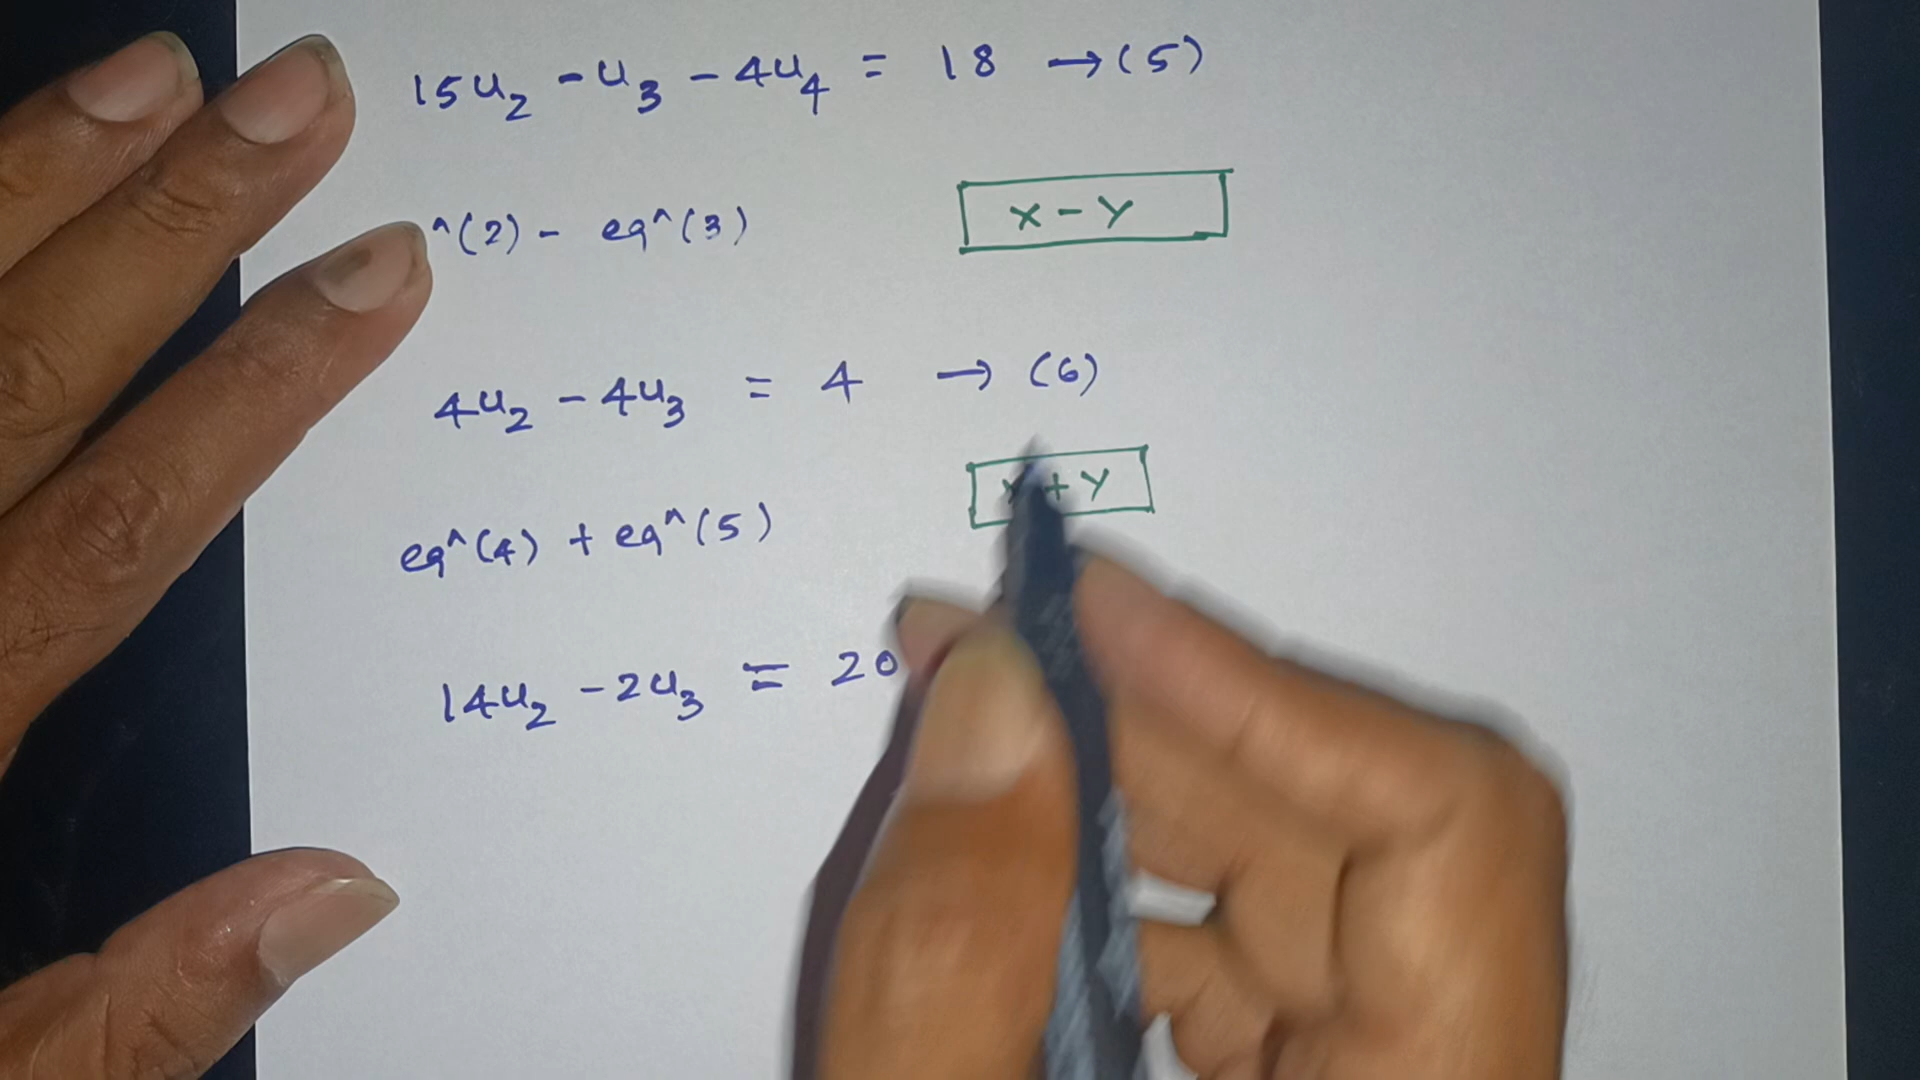 15u₂ - u₃ - 4u₄ = 18 → (5)
^(2) - eq^(3)
x - y
4u₂ - 4u₃ = 4 → (6)
x + y
eq^(4) + eq^(5)
14u₂ - 2u₃ = 20